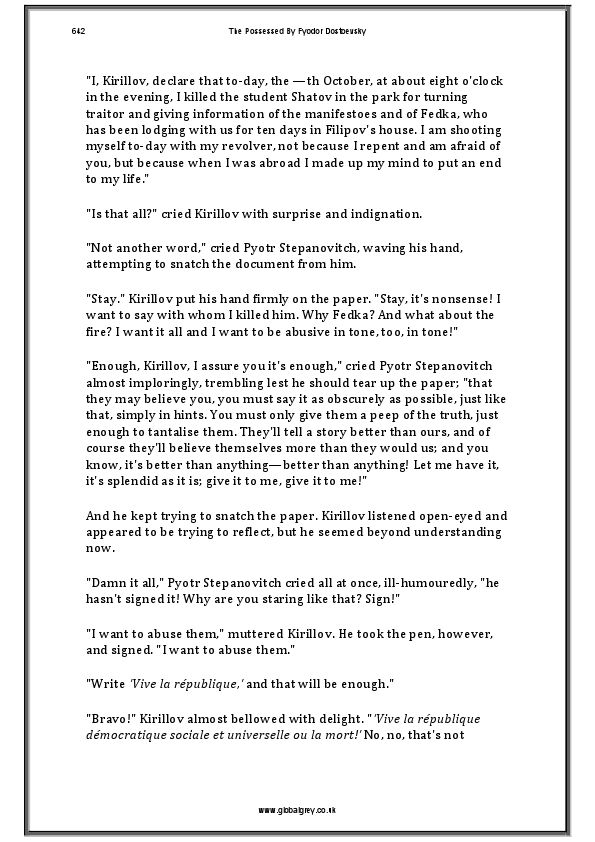 642
The Possessed By Fyodor Dostoevsky
"I, Kirillov, declare that to-day, the —th October, at about eight o'clock
in the evening, I killed the student Shatov in the park for turning
traitor and giving information of the manifestoes and of Fedka, who
has been lodging with us for ten days in Filipov's house. I am shooting
myself to-day with my revolver, not because I repent and am afraid of
you, but because when I was abroad I made up my mind to put an end
to my life."
"Is that all?" cried Kirillov with surprise and indignation.
"Not another word," cried Pyotr Stepanovitch, waving his hand,
attempting to snatch the document from him.
"Stay." Kirillov put his hand firmly on the paper. "Stay, it's nonsense! I
want to say with whom I killed him. Why Fedka? And what about the
fire? I want it all and I want to be abusive in tone, too, in tone!"
"Enough, Kirillov, I assure you it's enough," cried Pyotr Stepanovitch
almost imploringly, trembling lest he should tear up the paper; "that
they may believe you, you must say it as obscurely as possible, just like
that, simply in hints. You must only give them a peep of the truth, just
enough to tantalise them. They'll tell a story better than ours, and of
course they'll believe themselves more than they would us; and you
know, it's better than anything—better than anything! Let me have it,
it's splendid as it is; give it to me, give it to me!"
And he kept trying to snatch the paper. Kirillov listened open-eyed and
appeared to be trying to reflect, but he seemed beyond understanding
now.
"Damn it all," Pyotr Stepanovitch cried all at once, ill-humouredly, "he
hasn't signed it! Why are you staring like that? Sign!"
"I want to abuse them," muttered Kirillov. He took the pen, however,
and signed. "I want to abuse them."
"Write 'Vive la république,' and that will be enough."
"Bravo!" Kirillov almost bellowed with delight. "'Vive la république
démocratique sociale et universelle ou la mort!' No, no, that's not
www.globalgrey.co.uk